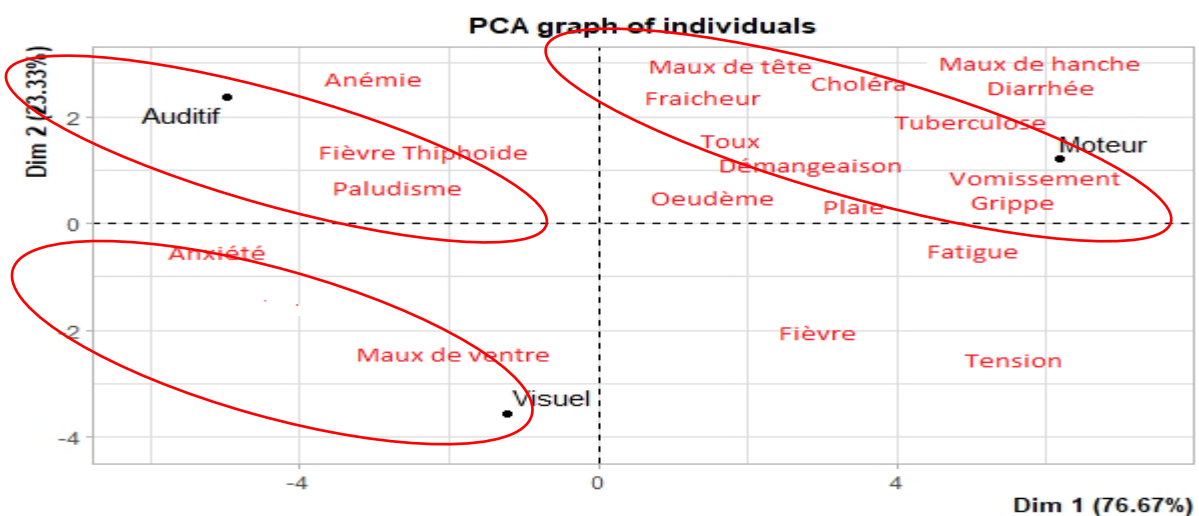 PCA graph of individuals
Dim 2 (23.33%)
Maux de tête
Maux de hanche
Anémie
Choléra
Diarrhée
Fraicheur
Auditif
2
Tuberculose
Toux
Moteur
Fièvre Thiphoide
Démangeaison
Paludisme
Vomissement
Oeudème
Plaie
Grippe
0
Anxiété
Fatigue
-2
Fièvre
Maux de ventre
Tension
Visuel
-4
-4
0
4
Dim 1 (76.67%)